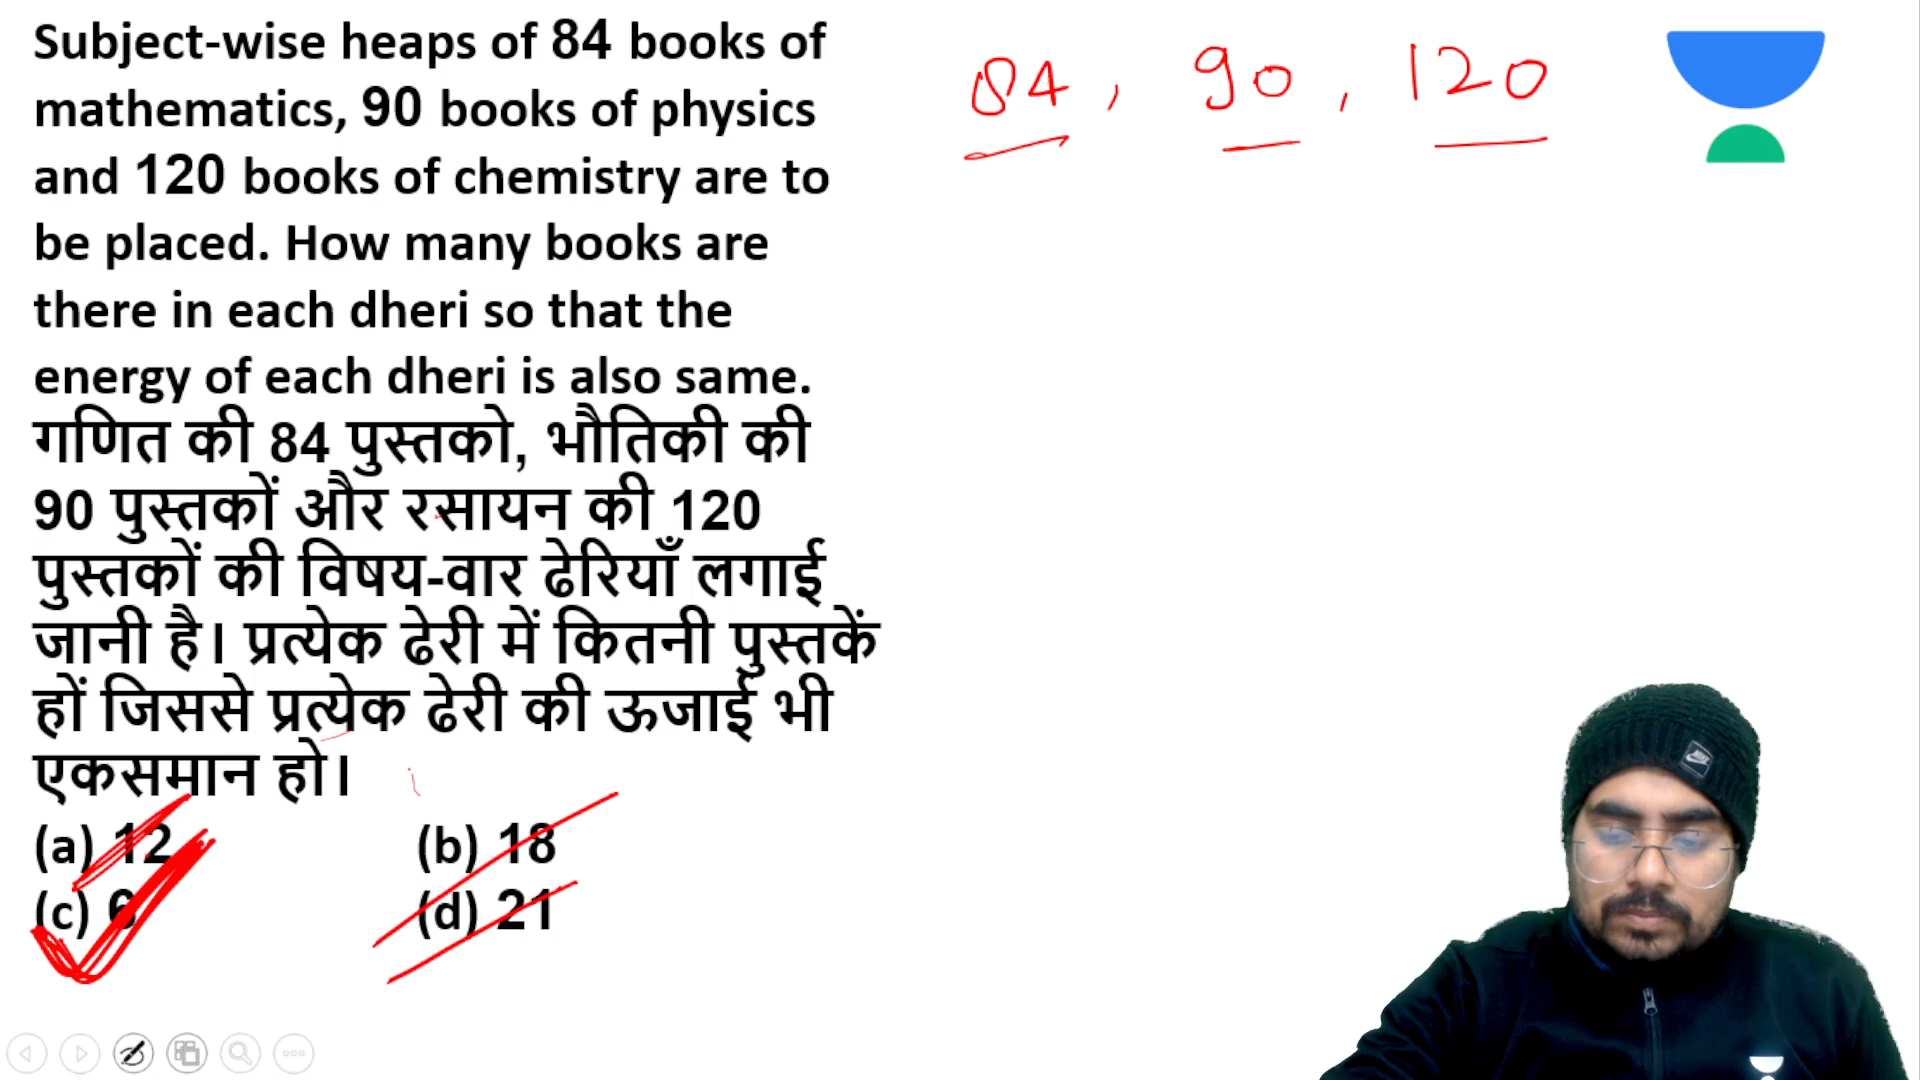 Subject-wise heaps of 84 books of
mathematics, 90 books of physics
and 120 books of chemistry are to
be placed. How many books are
there in each dheri so that the
energy of each dheri is also same.
गणित की 84 पुस्तको, भौतिकी की
90 पुस्तकों और रसायन की 120
पुस्तकों की विषय-वार ढेरियाँ लगाई
जानी है। प्रत्येक ढेरी में कितनी पुस्तकें
हों जिससे प्रत्येक ढेरी की ऊजाई भी
एकसमान हो।
(a) 12 (b) 18
(c) 6 (d) 21
84, 90, 120